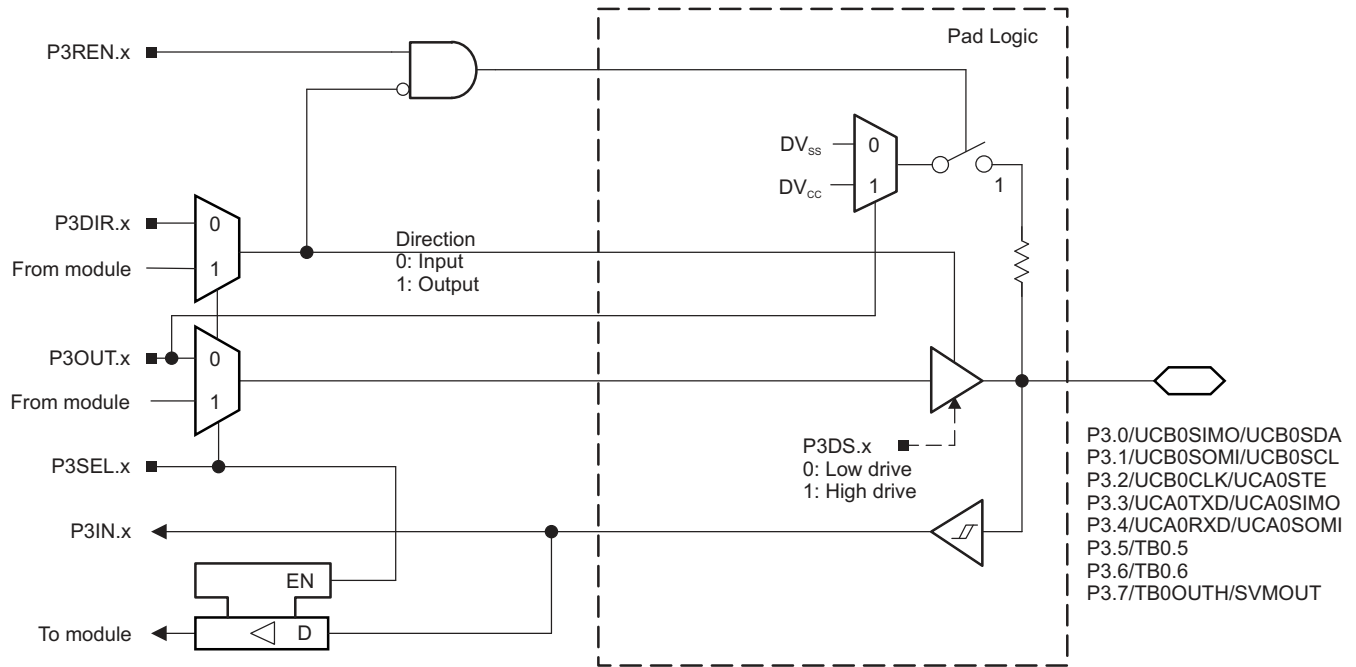 Pad Logic
P3REN.x
DVSS
0
DVCC
1
1
P3DIR.x
0
From module
1
Direction
0: Input
1: Output
P3OUT.x
0
From module
1
P3SEL.x
P3DS.x
0: Low drive
1: High drive
P3IN.x
EN
To module
D
P3.0/UCB0SIMO/UCB0SDA
P3.1/UCB0SOMI/UCB0SCL
P3.2/UCB0CLK/UCA0STE
P3.3/UCA0TXD/UCA0SIMO
P3.4/UCA0RXD/UCA0SOMI
P3.5/TB0.5
P3.6/TB0.6
P3.7/TB0OUTH/SVMOUT